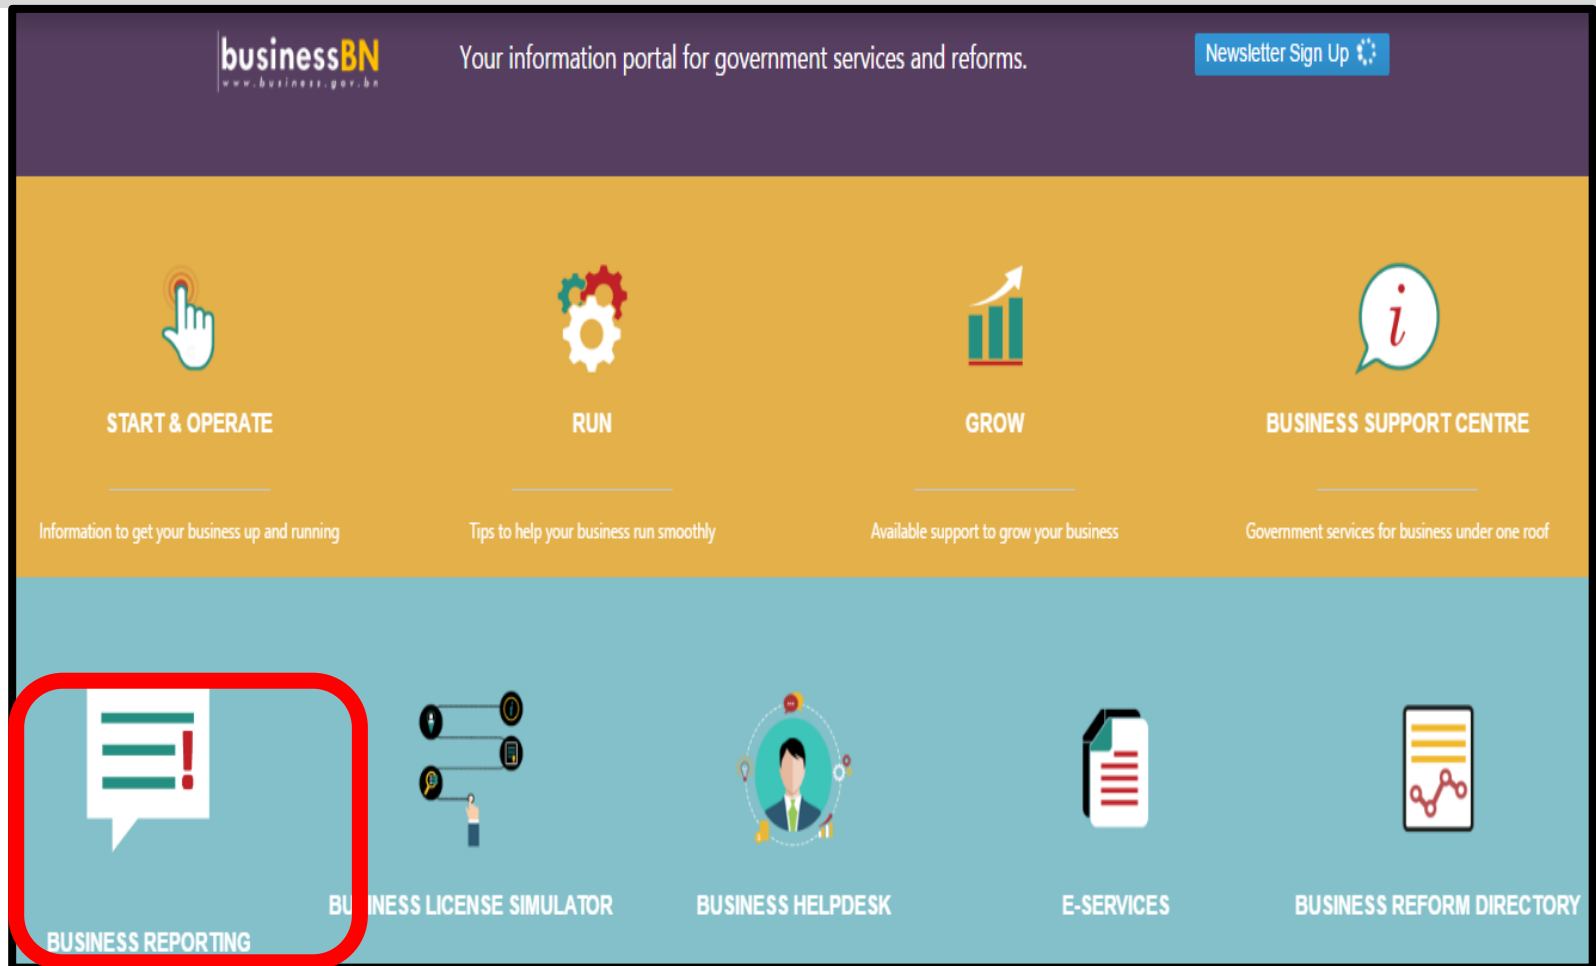 businessBN
www.business.gov.bn
Your information portal for government services and reforms.
Newsletter Sign Up
i
START & OPERATE
RUN
GROW
BUSINESS SUPPORT CENTRE
Information to get your business up and running
Tips to help your business run smoothly
Available support to grow your business
Government services for business under one roof
!
BUSINESS LICENSE SIMULATOR
BUSINESS HELPDESK
E-SERVICES
BUSINESS REFORM DIRECTORY
BUSINESS REPORTING